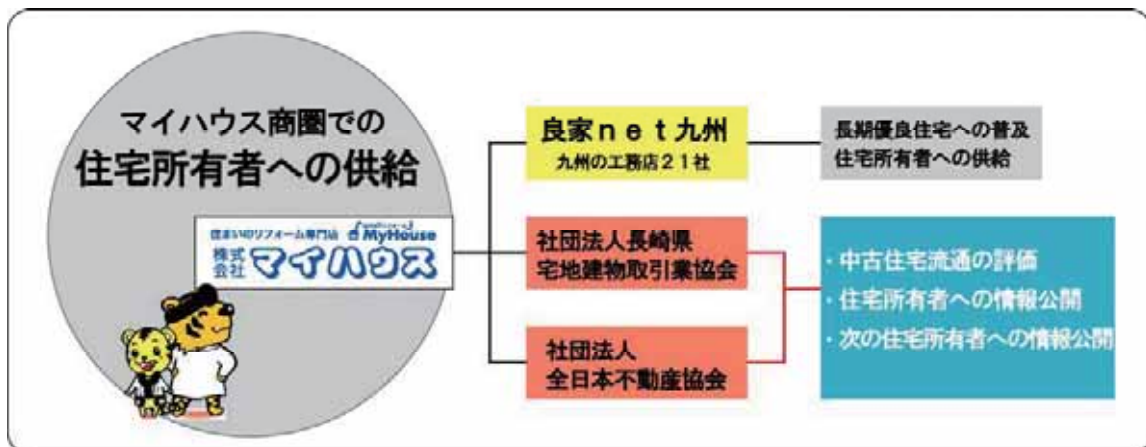 マイハウス商圏での
住宅所有者への供給
住まいのリフォーム専門店
MyHouse
株式会社
マイハウス
良家ｎｅｔ九州
九州の工務店２１社
長期優良住宅への普及
住宅所有者への供給
社団法人長崎県
宅地建物取引業協会
社団法人
全日本不動産協会
・中古住宅流通の評価
・住宅所有者への情報公開
・次の住宅所有者への情報公開